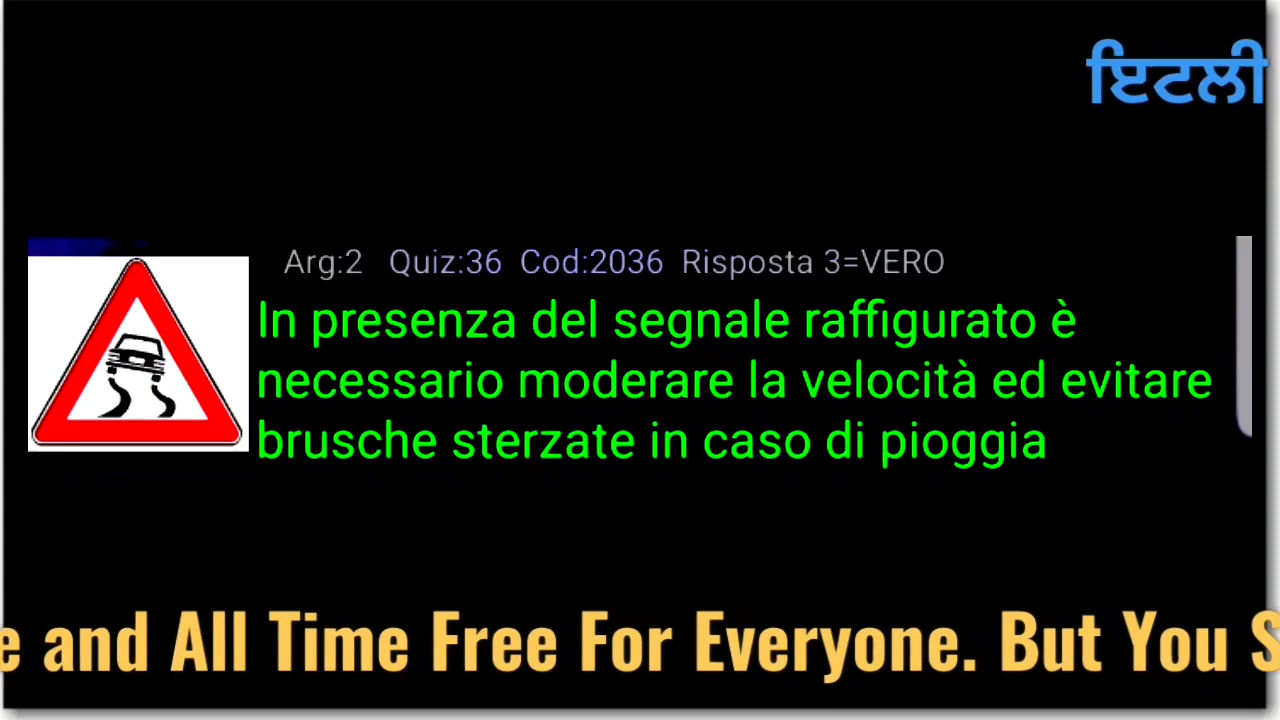 ਇਟਲੀ
Arg:2 Quiz:36 Cod:2036 Risposta 3=VERO
In presenza del segnale raffigurato è
necessario moderare la velocità ed evitare
brusche sterzate in caso di pioggia
e and All Time Free For Everyone. But You S